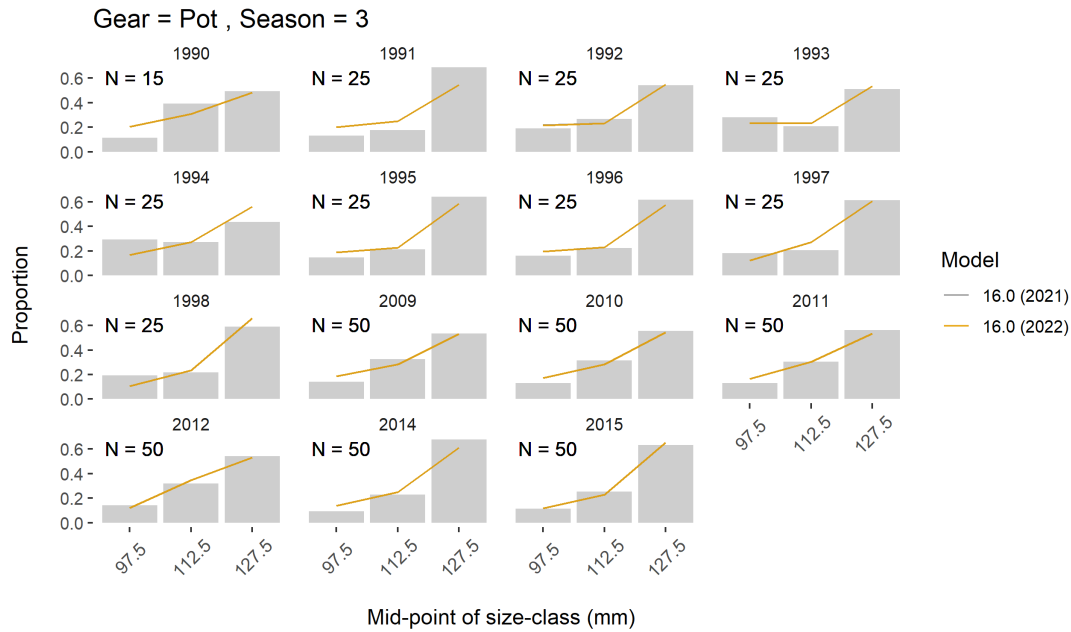 Gear = Pot , Season = 3
1990 1991 1992 1993
N = 15 N = 25 N = 25 N = 25
0.6
0.4
0.2
0.0
1994 1995 1996 1997
N = 25 N = 25 N = 25 N = 25
0.6
0.4
0.2
0.0
1998 2009 2010 2011
N = 25 N = 50 N = 50 N = 50
0.6
0.4
0.2
0.0
2012 2014 2015
N = 50 N = 50 N = 50
0.6
0.4
0.2
0.0
97.5 112.5 127.5
97.5 112.5 127.5 97.5 112.5 127.5 97.5 112.5 127.5
Proportion
Mid-point of size-class (mm)
Model
16.0 (2021)
16.0 (2022)